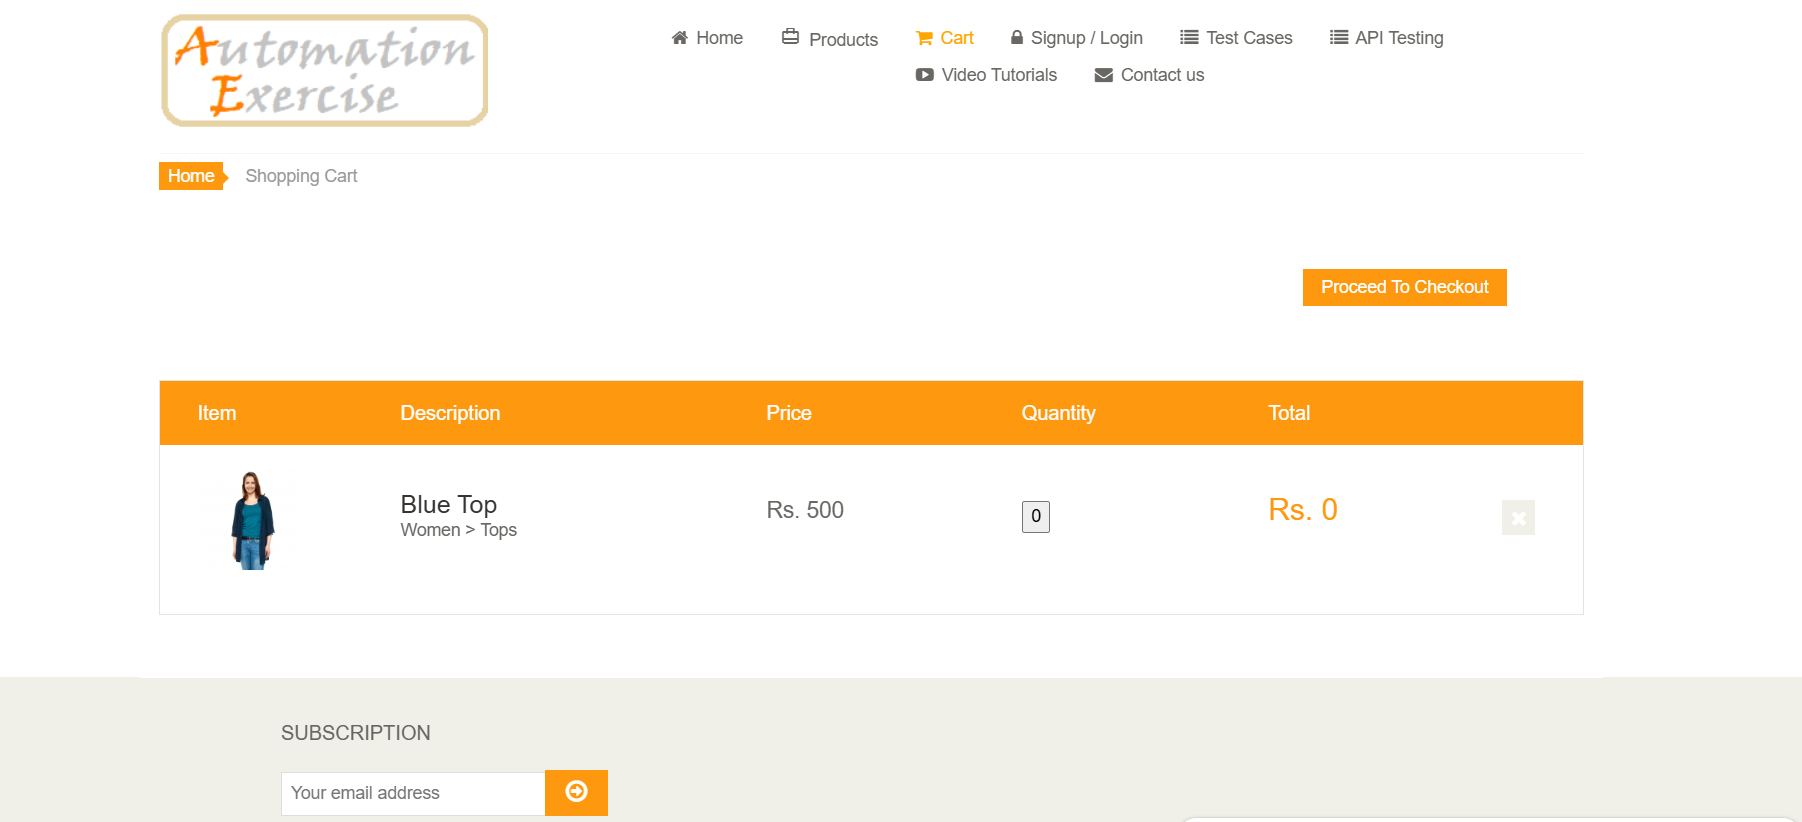 Automation
Exercise
Home
Products
Cart
Signup / Login
Test Cases
API Testing
Video Tutorials
Contact us
Home
Shopping Cart
Proceed To Checkout
Item Description Price Quantity Total
Blue Top
Women > Tops
Rs. 500
0
Rs. 0
SUBSCRIPTION
Your email address